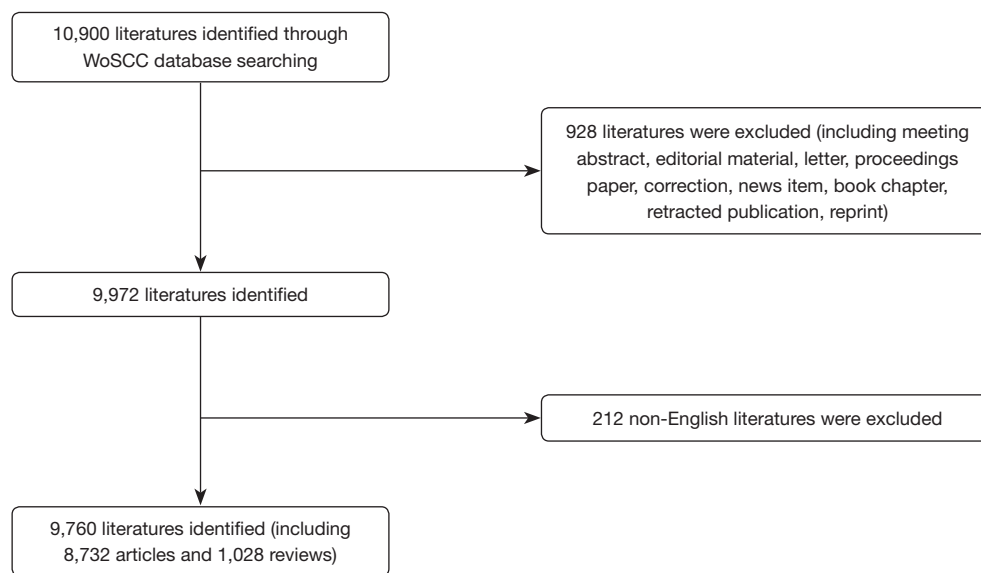 10,900 literatures identified through
WoSCC database searching
928 literatures were excluded (including meeting
abstract, editorial material, letter, proceedings
paper, correction, news item, book chapter,
retracted publication, reprint)
9,972 literatures identified
212 non-English literatures were excluded
9,760 literatures identified (including
8,732 articles and 1,028 reviews)